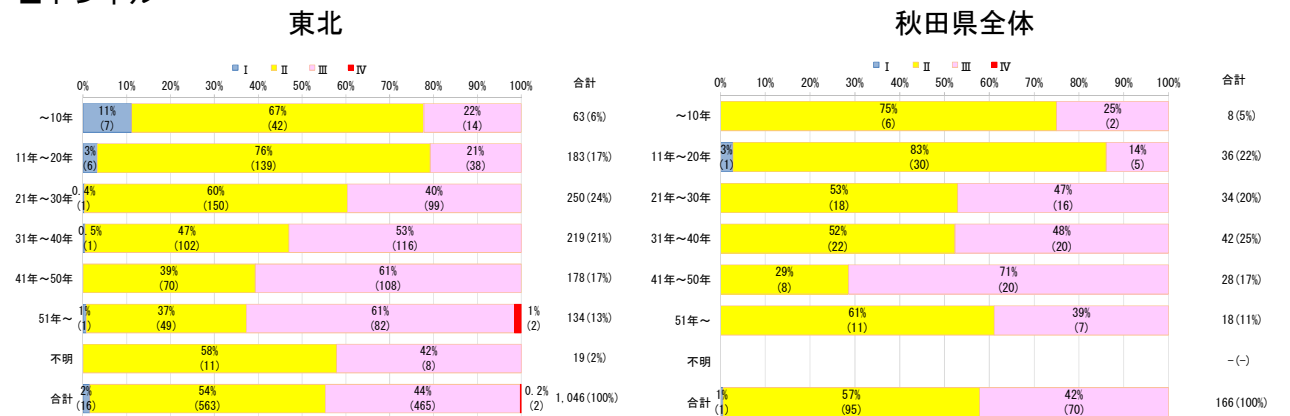 東北
Ⅰ Ⅱ Ⅲ Ⅳ
0% 10% 20% 30% 40% 50% 60% 70% 80% 90% 100% 合計
~10年 11% (7) 67% (42) 22% (14) 63(6%)
11年~20年 3% (6) 76% (139) 21% (38) 183(17%)
21年~30年 0.4% (1) 60% (150) 40% (99) 250(24%)
31年~40年 0.5% (1) 47% (102) 53% (116) 219(21%)
41年~50年 39% (70) 61% (108) 178(17%)
51年~ 1% (1) 37% (49) 61% (82) 1% (2) 134(13%)
不明 58% (11) 42% (8) 19(2%)
合計 2% (16) 54% (563) 44% (465) 0.2% (2) 1,046(100%)
秋田県全体
Ⅰ Ⅱ Ⅲ Ⅳ
0% 10% 20% 30% 40% 50% 60% 70% 80% 90% 100% 合計
~10年 75% (6) 25% (2) 8(5%)
11年~20年 3% (1) 83% (30) 14% (5) 36(22%)
21年~30年 53% (18) 47% (16) 34(20%)
31年~40年 52% (22) 48% (20) 42(25%)
41年~50年 29% (8) 71% (20) 28(17%)
51年~ 61% (11) 39% (7) 18(11%)
不明 -(-)
合計 1% (1) 57% (95) 42% (70) 166(100%)